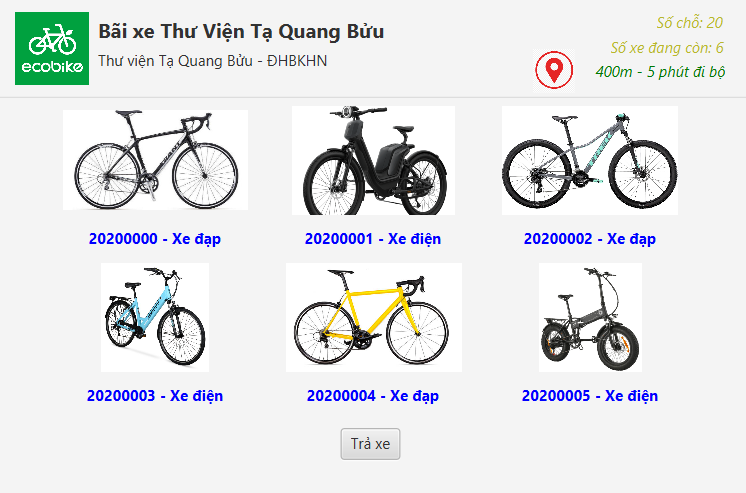 ecobike
Bãi xe Thư Viện Tạ Quang Bửu
Thư viện Tạ Quang Bửu - ĐHBKHN
Số chỗ: 20
Số xe đang còn: 6
400m - 5 phút đi bộ
20200000 - Xe đạp
20200001 - Xe điện
20200002 - Xe đạp
20200003 - Xe điện
20200004 - Xe đạp
20200005 - Xe điện
Trả xe